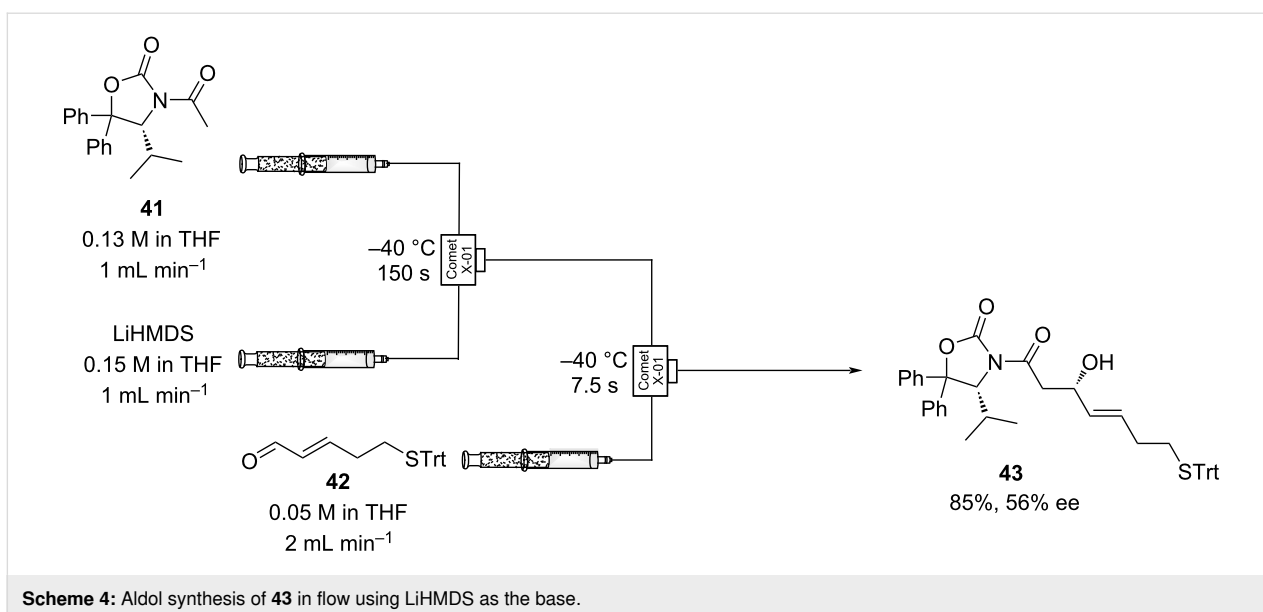 O
O
O
N
Ph
Ph
41
0.13 M in THF
1 mL min⁻¹
LiHMDS
0.15 M in THF
1 mL min⁻¹
–40 °C
150 s
Comet
X-01
O
STrt
42
0.05 M in THF
2 mL min⁻¹
–40 °C
7.5 s
Comet
X-01
O
O
O
N
OH
Ph
Ph
STrt
43
85%, 56% ee
Scheme 4: Aldol synthesis of 43 in flow using LiHMDS as the base.